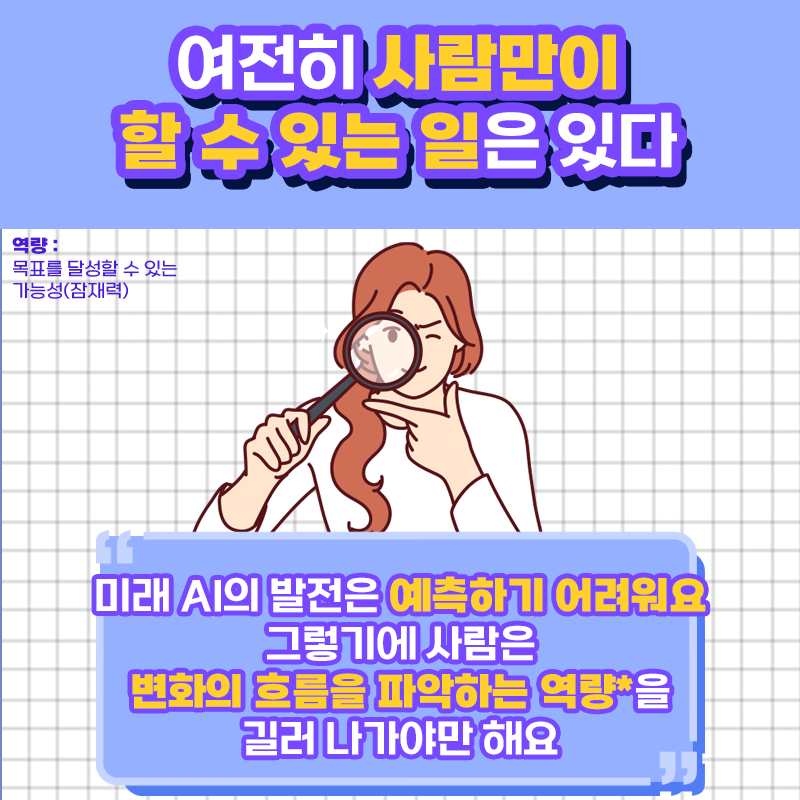 여전히 사람만이
할 수 있는 일은 있다
역량 :
목표를 달성할 수 있는
가능성(잠재력)
미래 AI의 발전은 예측하기 어려워요
그렇기에 사람은
변화의 흐름을 파악하는 역량*을
길러 나가야만 해요